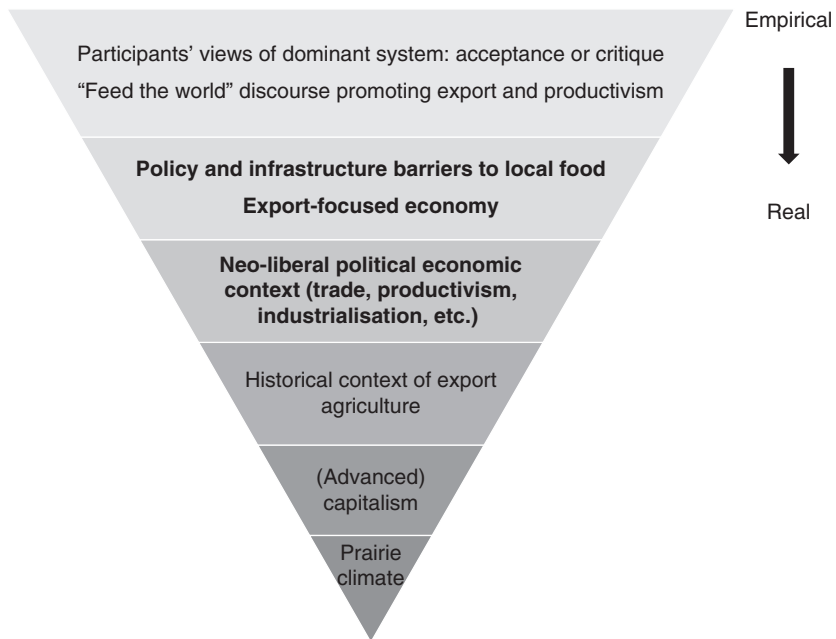 Empirical
Participants’ views of dominant system: acceptance or critique
“Feed the world” discourse promoting export and productivism
Policy and infrastructure barriers to local food
Export-focused economy
Real
Neo-liberal political economic
context (trade, productivism,
industrialisation, etc.)
Historical context of export
agriculture
(Advanced)
capitalism
Prairie
climate